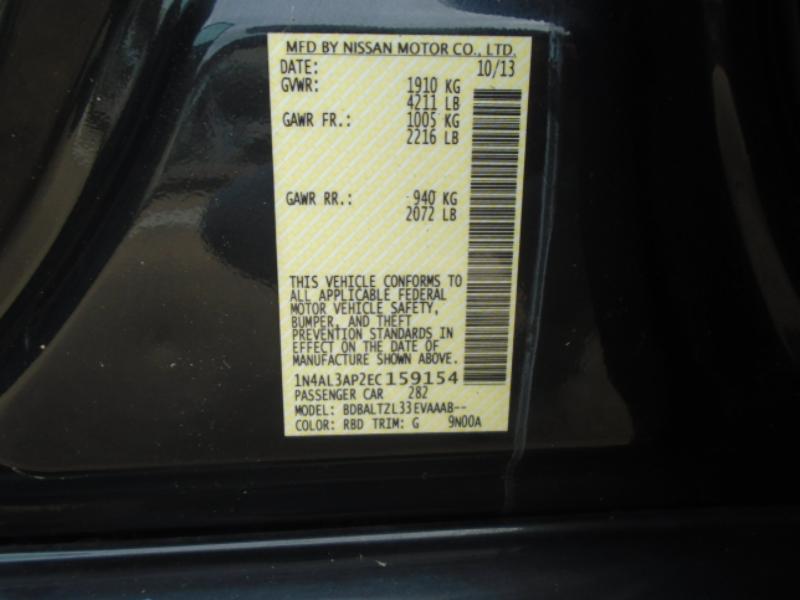 MFD BY NISSAN MOTOR CO., LTD.
DATE: 10/13
GVWR: 1910 KG
4211 LB
GAWR FR.: 1005 KG
2216 LB
GAWR RR.: 940 KG
2072 LB
THIS VEHICLE CONFORMS TO
ALL APPLICABLE FEDERAL
MOTOR VEHICLE SAFETY,
BUMPER, AND THEFT
PREVENTION STANDARDS IN
EFFECT ON THE DATE OF
MANUFACTURE SHOWN ABOVE.
1N4AL3AP2EC159154
PASSENGER CAR 282
MODEL: BDBALTZL33EVAAAB--
COLOR: RBD TRIM: G 9N00A